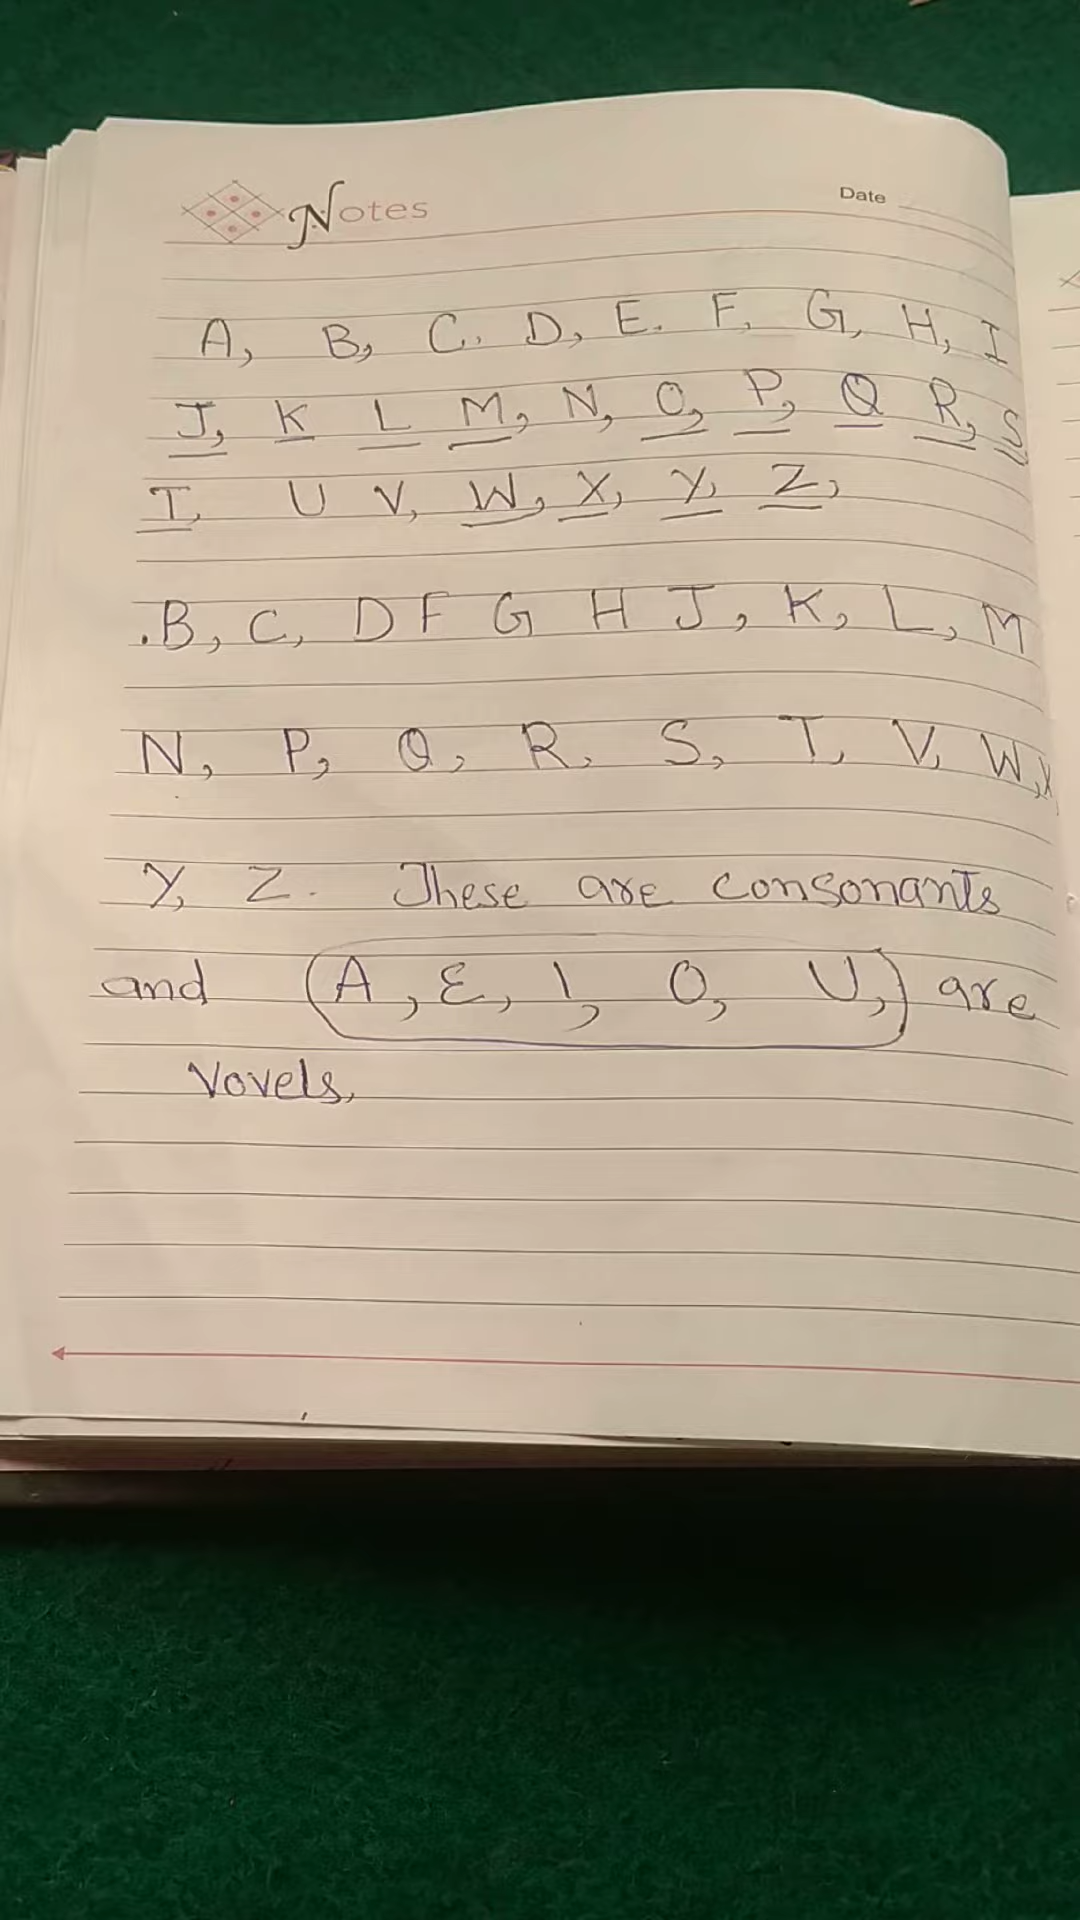 Notes
Date
A, B, C, D, E, F, G, H, I
J, K L M, N, O, P, Q R, S,
T, U V, W, X, Y, Z,
.B, C, D F G H J, K, L, M
N, P, Q, R, S, T, V, W, X,
Y, Z. These are consonants
and (A, E, I, O, U,) are
Vovels,